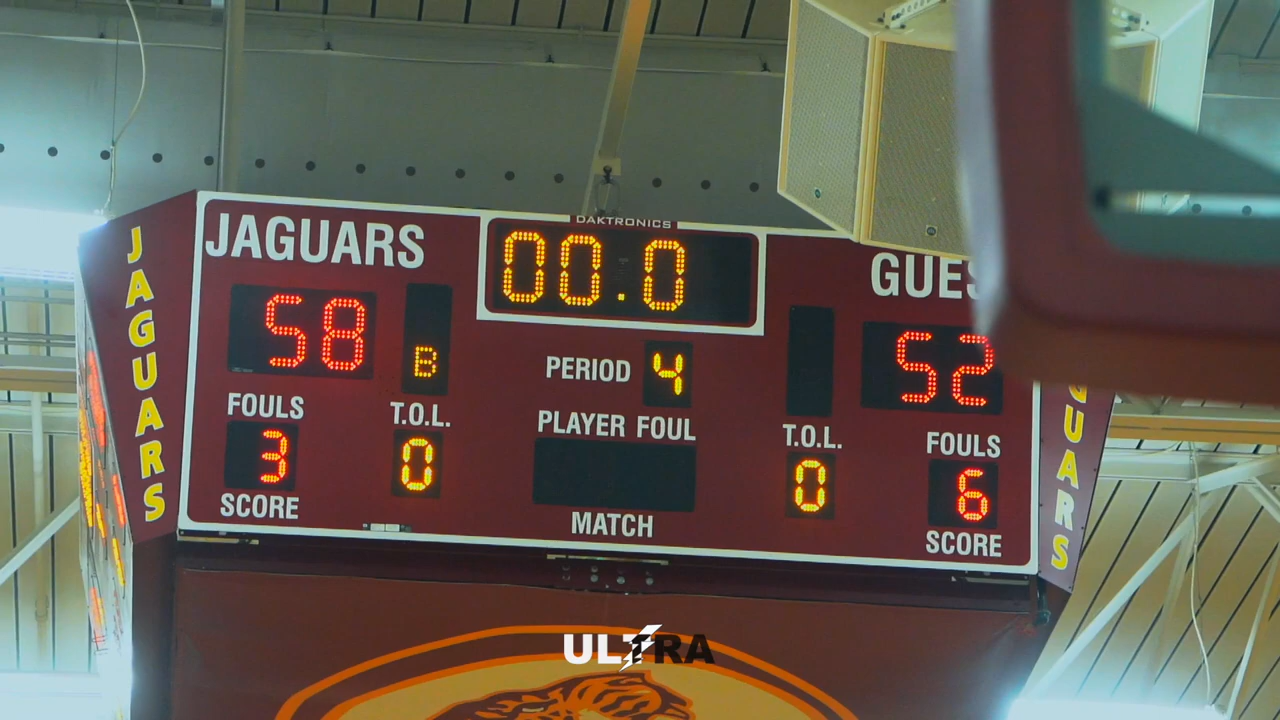 DAKTRONICS
JAGUARS
00.0
GUES
JAGUARS
58
B
PERIOD 4
52
FOULS
T.O.L.
PLAYER FOUL
T.O.L.
FOULS
3
0
0
6
SCORE
MATCH
SCORE
GUARS
ULTRA